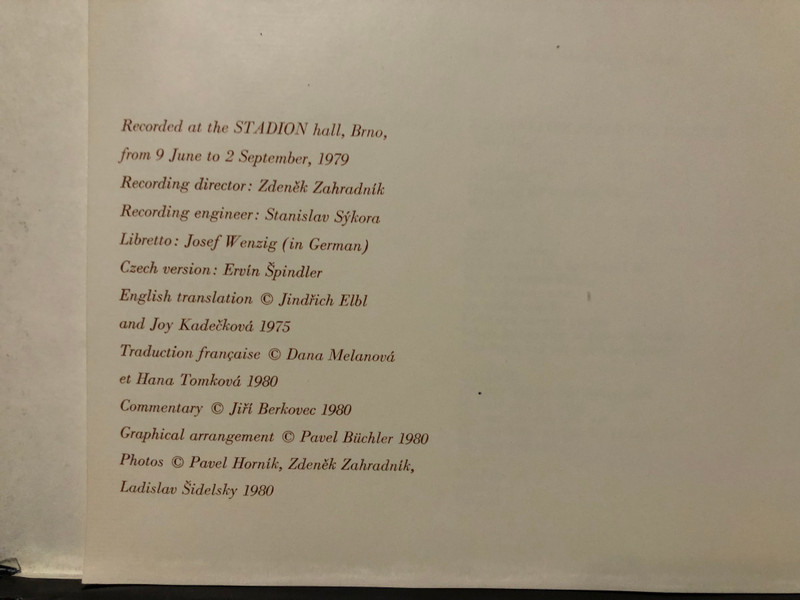 Recorded at the STADION hall, Brno,
from 9 June to 2 September, 1979
Recording director: Zdeněk Zahradník
Recording engineer: Stanislav Sýkora
Libretto: Josef Wenzig (in German)
Czech version: Ervín Špindler
English translation © Jindřich Elbl
and Joy Kadečková 1975
Traduction française © Dana Melanová
et Hana Tomková 1980
Commentary © Jiří Berkovec 1980
Graphical arrangement © Pavel Büchler 1980
Photos © Pavel Horník, Zdeněk Zahradník,
Ladislav Šidelsky 1980